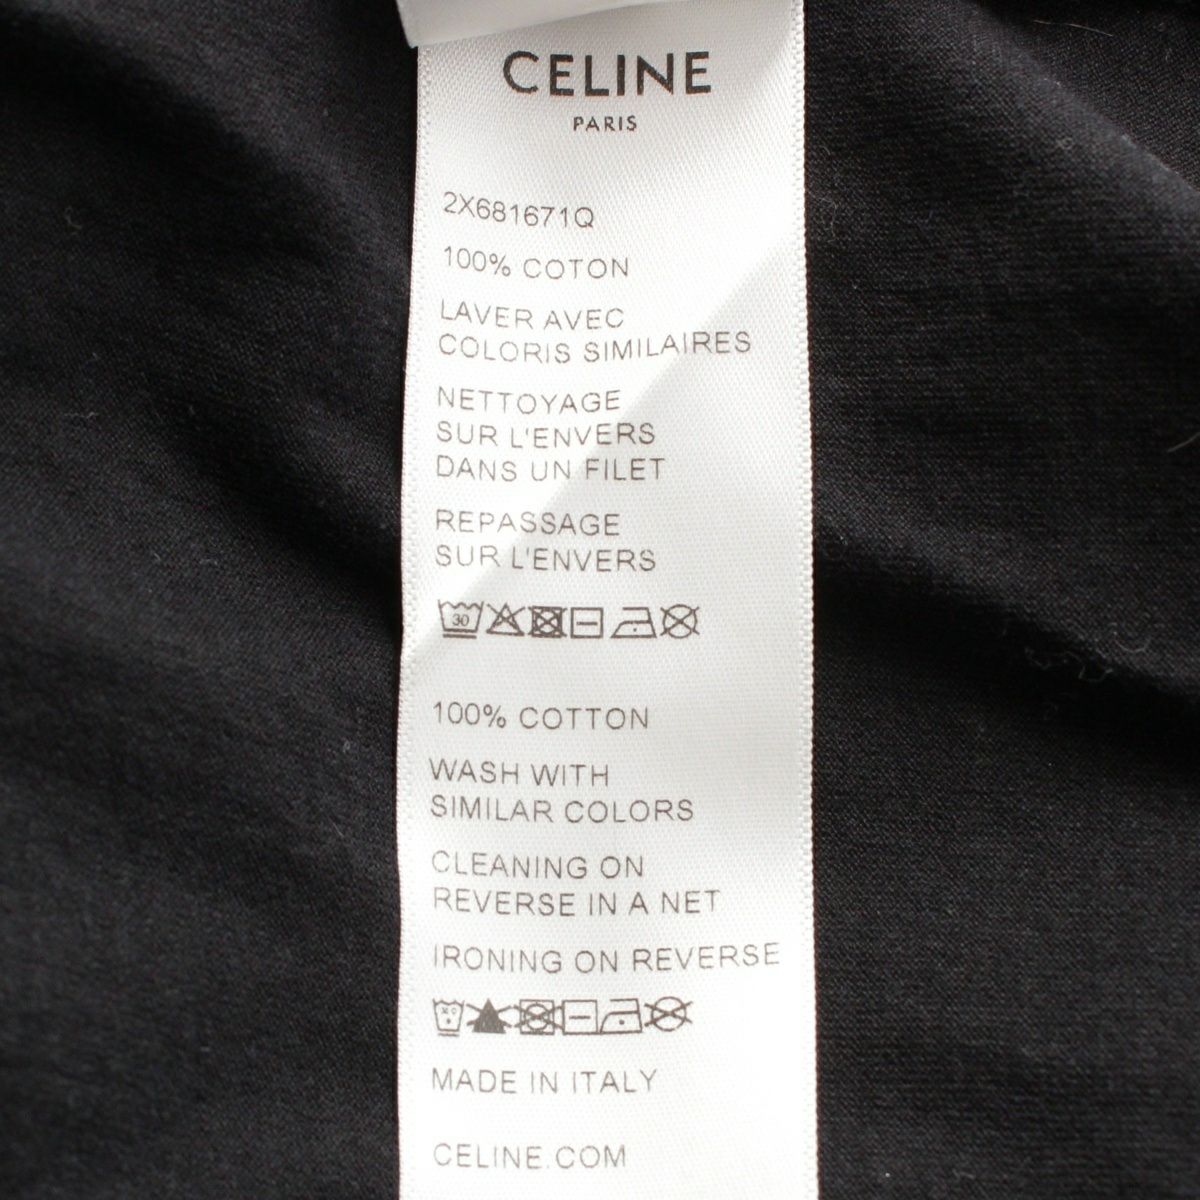 CELINE
PARIS
2X681671Q
100% COTON
LAVER AVEC
COLORIS SIMILAIRES
NETTOYAGE
SUR L'ENVERS
DANS UN FILET
REPASSAGE
SUR L'ENVERS
30
100% COTTON
WASH WITH
SIMILAR COLORS
CLEANING ON
REVERSE IN A NET
IRONING ON REVERSE
MADE IN ITALY
CELINE.COM